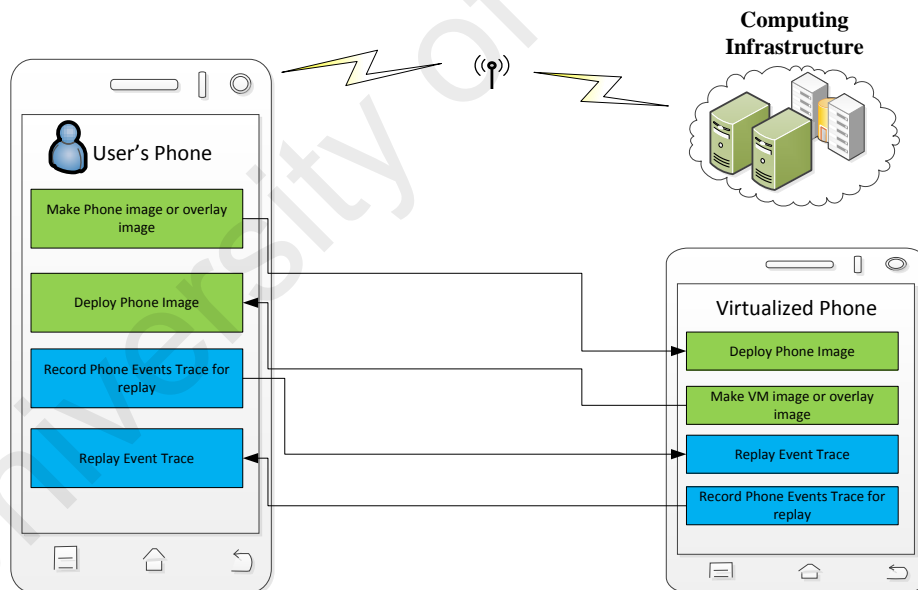 Computing
Infrastructure
User's Phone
Make Phone image or overlay
image
Deploy Phone Image
Record Phone Events Trace for
replay
Replay Event Trace
Virtualized Phone
Deploy Phone Image
Make VM image or overlay
image
Replay Event Trace
Record Phone Events Trace for
replay
University of